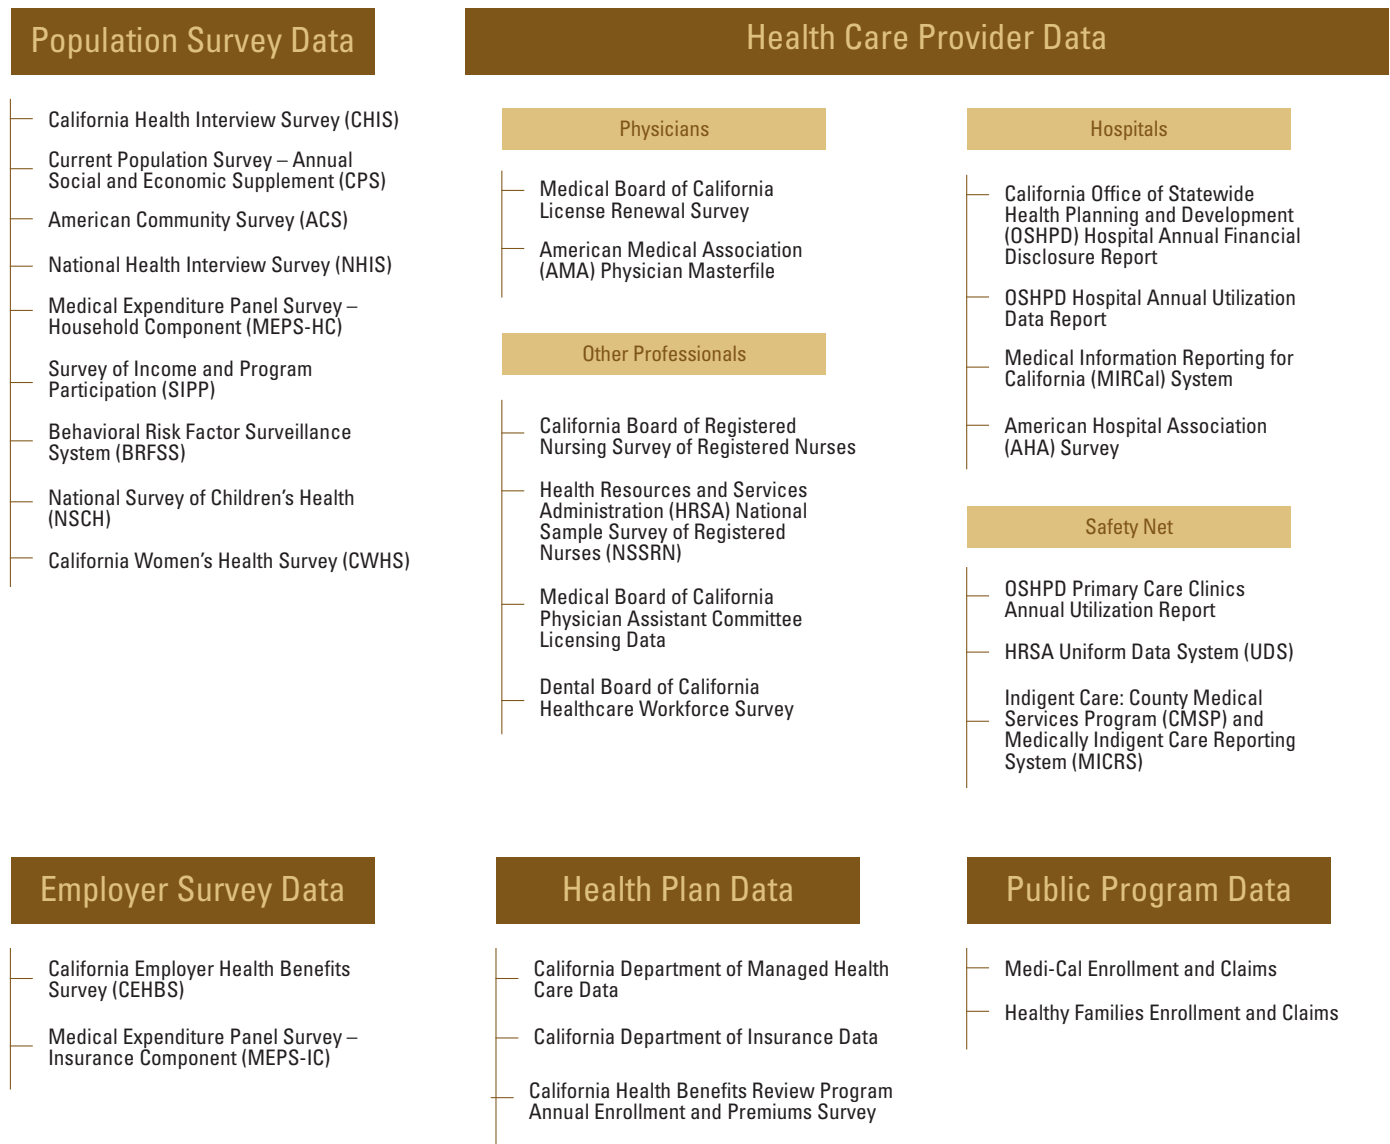 Population Survey Data
California Health Interview Survey (CHIS)
Current Population Survey – Annual
Social and Economic Supplement (CPS)
American Community Survey (ACS)
National Health Interview Survey (NHIS)
Medical Expenditure Panel Survey –
Household Component (MEPS-HC)
Survey of Income and Program
Participation (SIPP)
Behavioral Risk Factor Surveillance
System (BRFSS)
National Survey of Children’s Health
(NSCH)
California Women’s Health Survey (CWHS)
Health Care Provider Data
Physicians
Medical Board of California
License Renewal Survey
American Medical Association
(AMA) Physician Masterfile
Other Professionals
California Board of Registered
Nursing Survey of Registered Nurses
Health Resources and Services
Administration (HRSA) National
Sample Survey of Registered
Nurses (NSSRN)
Medical Board of California
Physician Assistant Committee
Licensing Data
Dental Board of California
Healthcare Workforce Survey
Hospitals
California Office of Statewide
Health Planning and Development
(OSHPD) Hospital Annual Financial
Disclosure Report
OSHPD Hospital Annual Utilization
Data Report
Medical Information Reporting for
California (MIRCal) System
American Hospital Association
(AHA) Survey
Safety Net
OSHPD Primary Care Clinics
Annual Utilization Report
HRSA Uniform Data System (UDS)
Indigent Care: County Medical
Services Program (CMSP) and
Medically Indigent Care Reporting
System (MICRS)
Employer Survey Data
California Employer Health Benefits
Survey (CEHBS)
Medical Expenditure Panel Survey –
Insurance Component (MEPS-IC)
Health Plan Data
California Department of Managed Health
Care Data
California Department of Insurance Data
California Health Benefits Review Program
Annual Enrollment and Premiums Survey
Public Program Data
Medi-Cal Enrollment and Claims
Healthy Families Enrollment and Claims